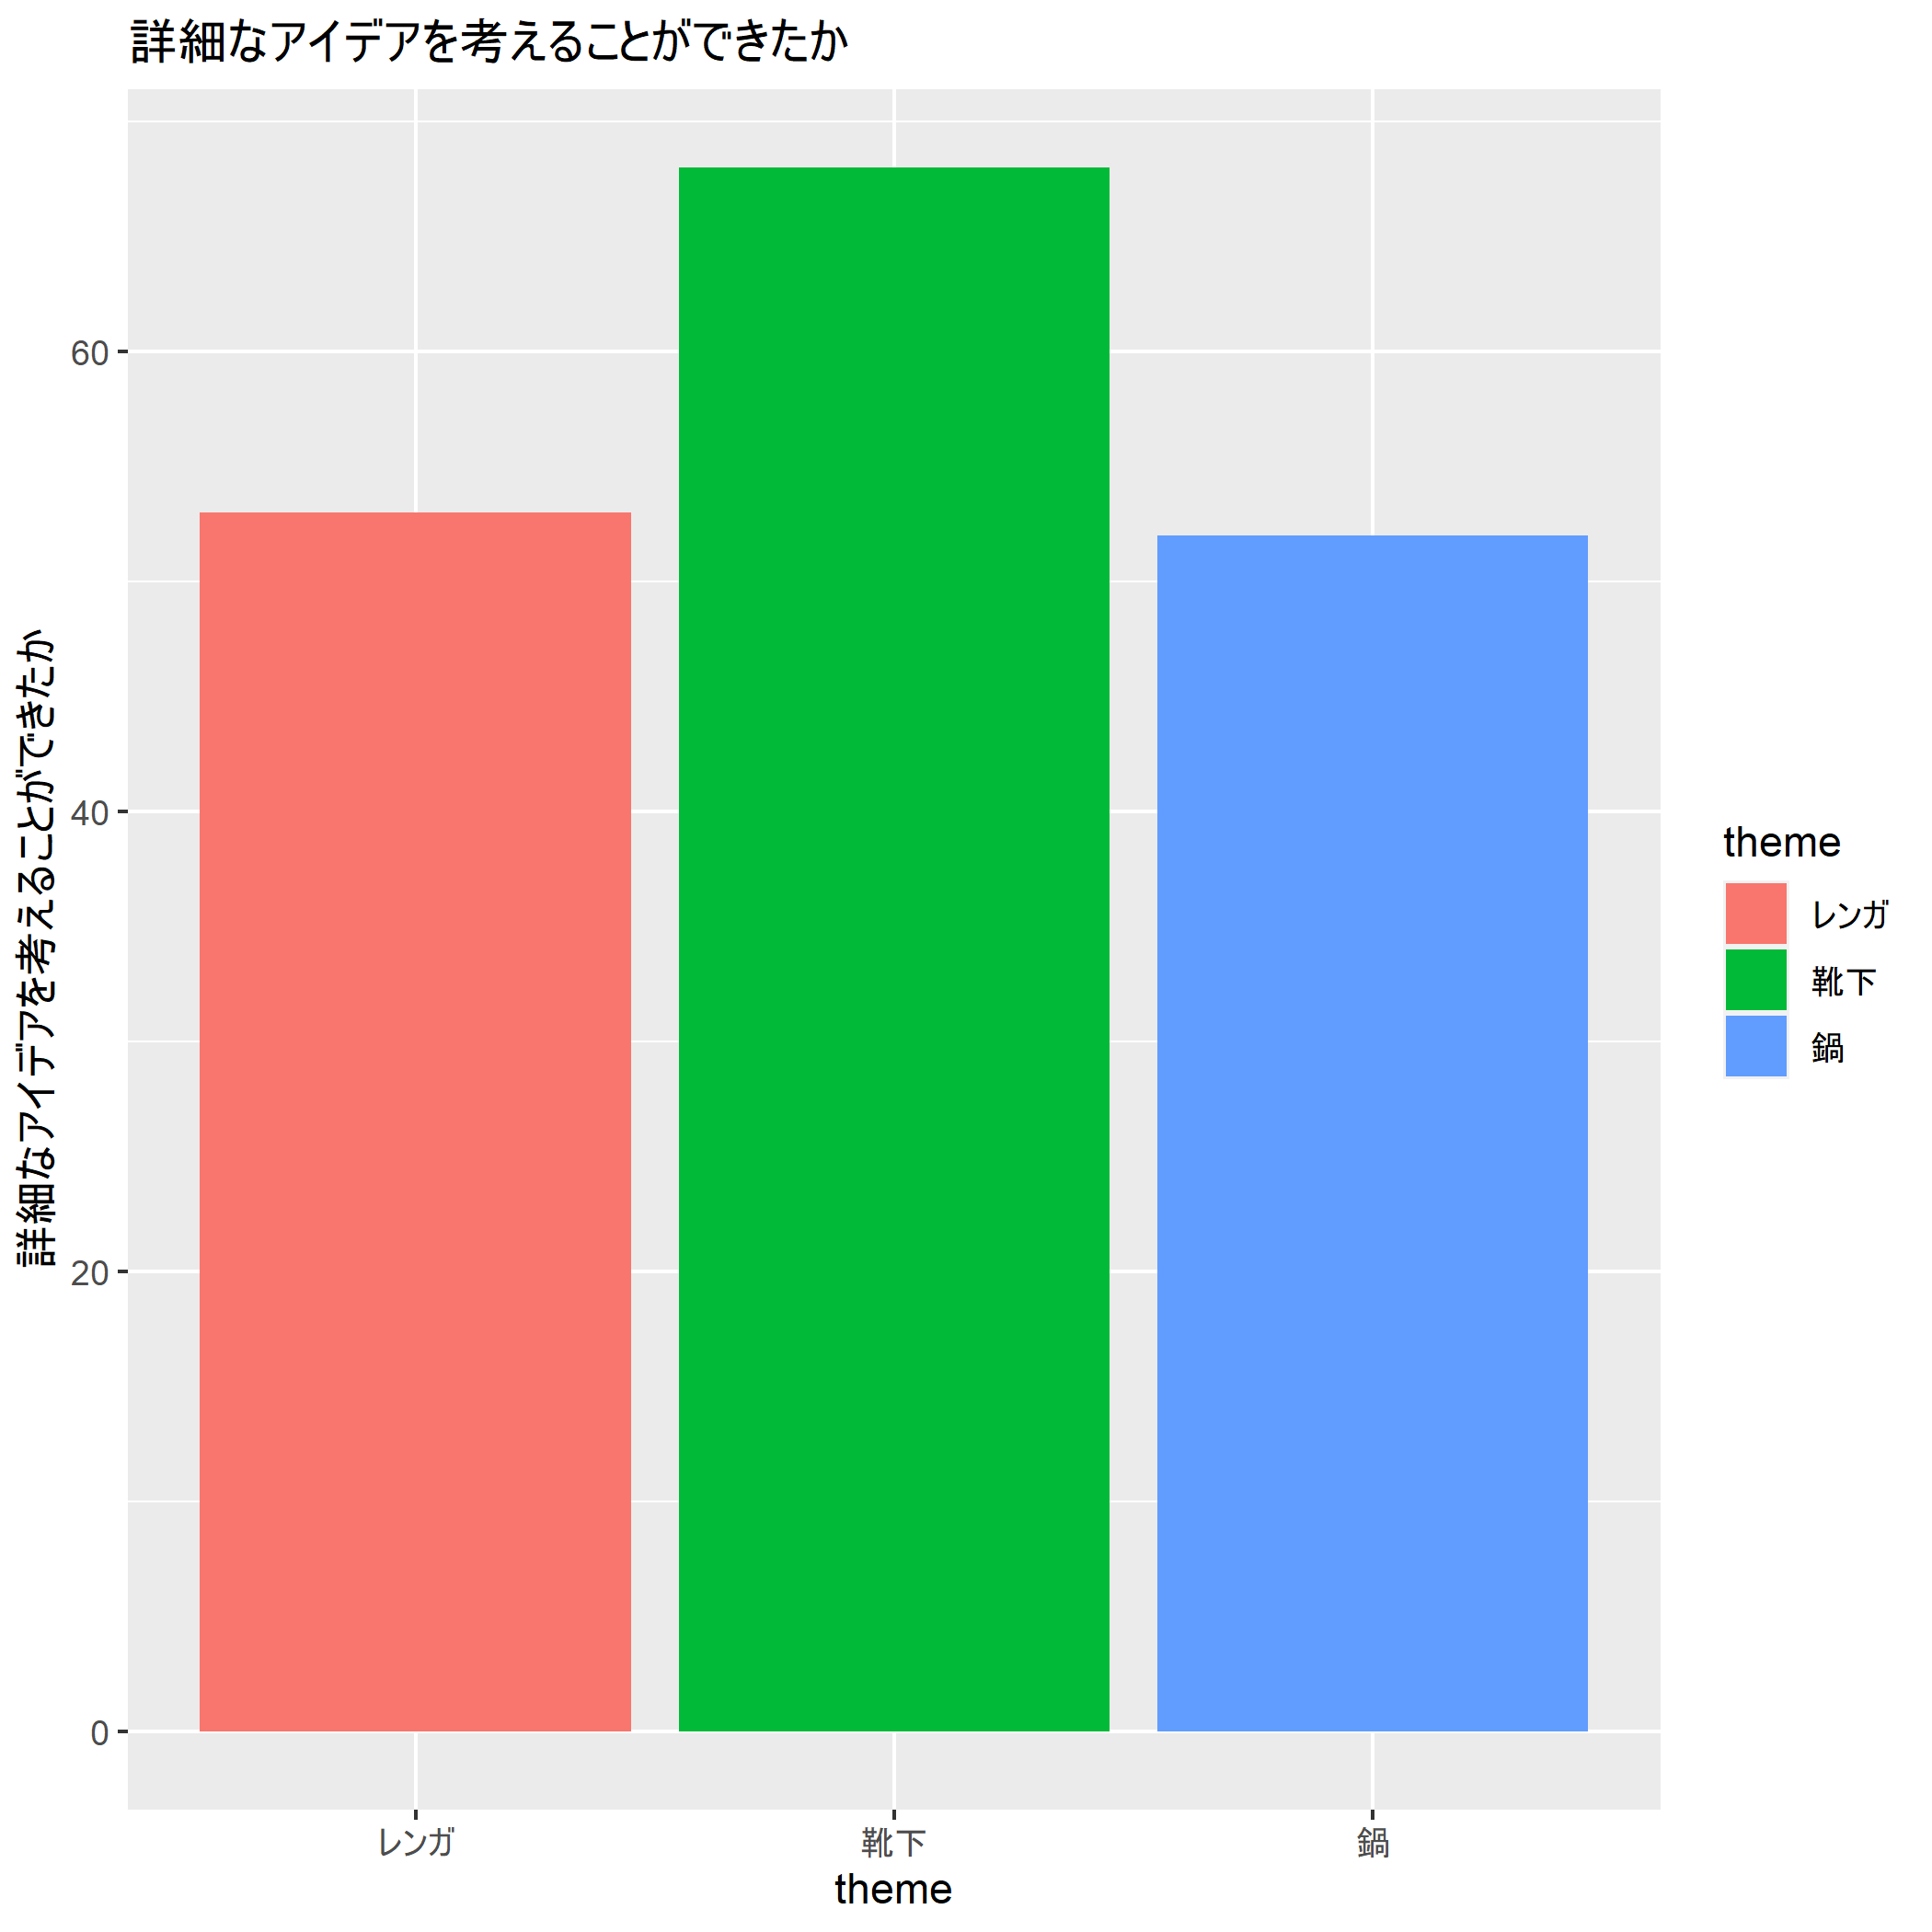 詳細なアイデアを考えることができたか
詳細なアイデアを考えることができたか
60
40
20
0
レンガ
靴下
鍋
theme
theme
レンガ
靴下
鍋